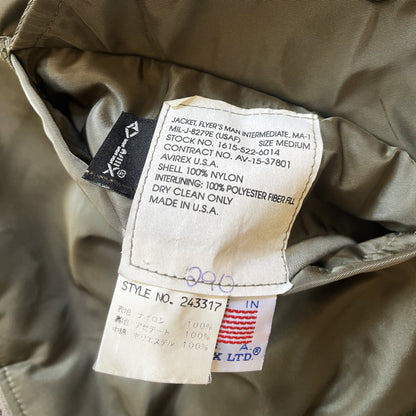 JACKET, FLYER'S MAN INTERMEDIATE, MA-1
MIL-J-8279E (USAF) SIZE MEDIUM
STOCK NO. 1615-522-6014
CONTRACT NO. AV-15-37801
AVIREX U.S.A.
SHELL 100% NYLON
INTERLINING: 100% POLYESTER FIBER FILL
DRY CLEAN ONLY
MADE IN U.S.A.
290
STYLE NO. 243317
表地 ナイロン 100%
裏地 アセテート 100%
中綿 ポリエステル 100%
IN
X LTD.®